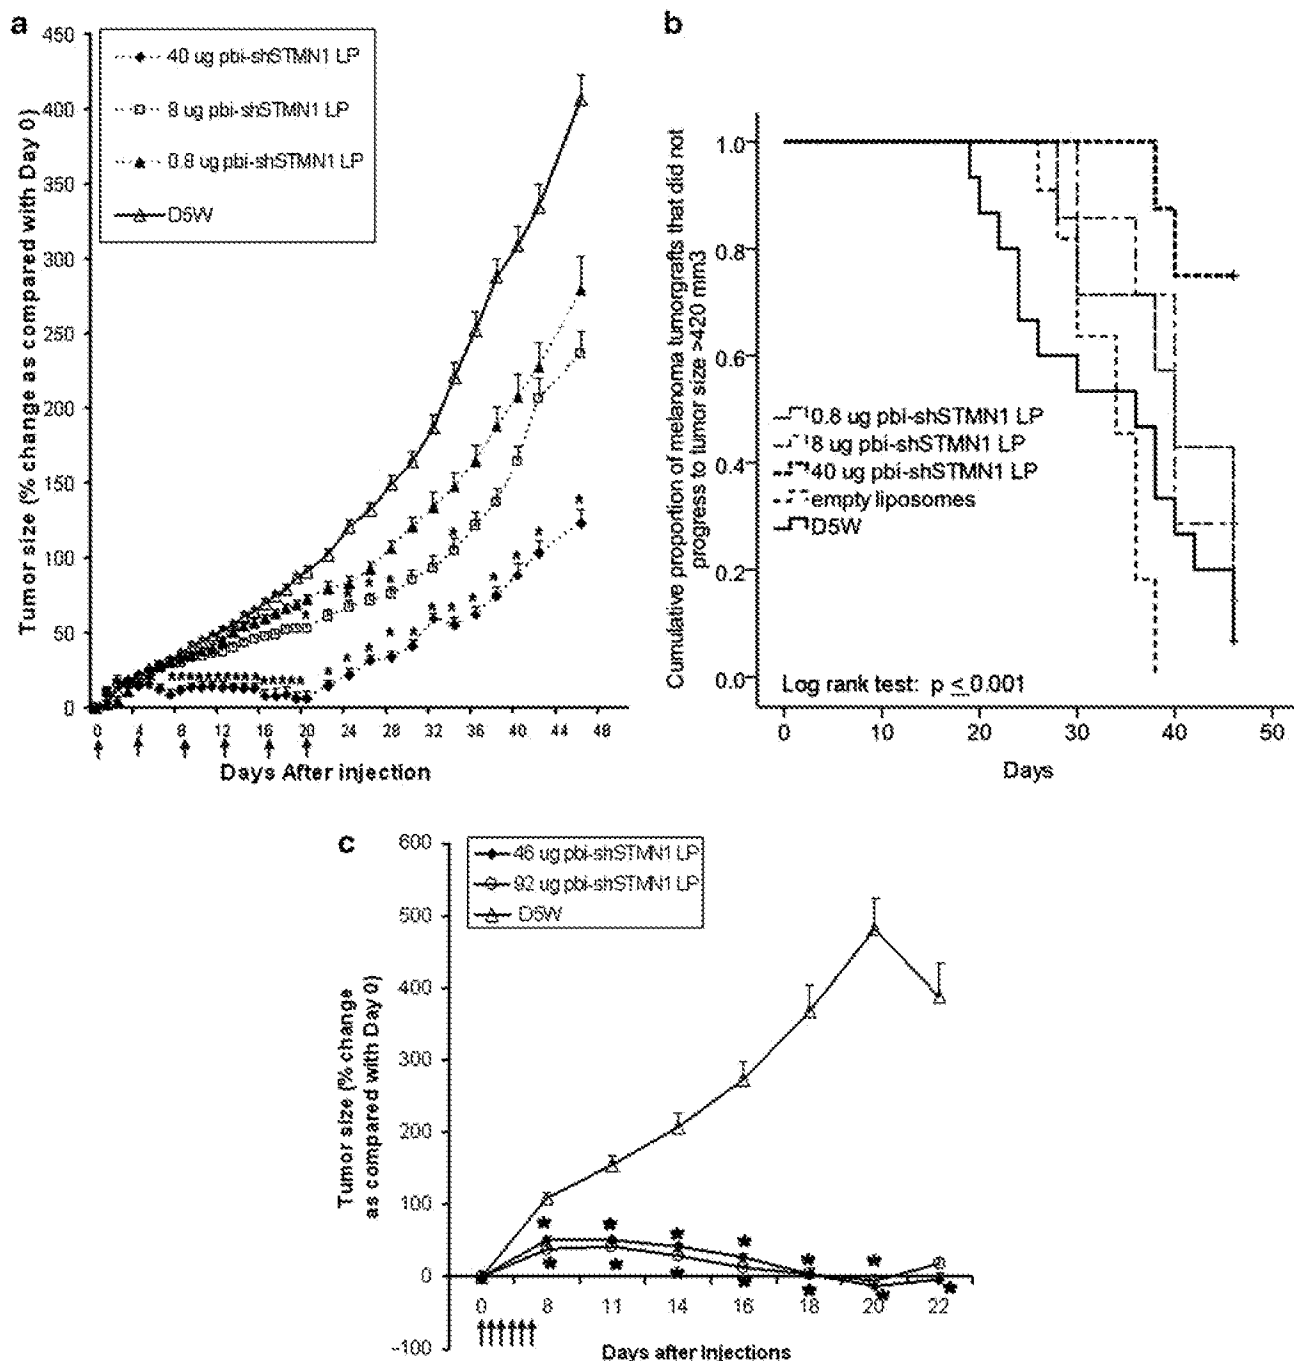 a
450
400
350
300
250
200
150
100
50
0
Tumor size (% change as compared with Day 0)
40 ug pbi-shSTMN1 LP
8 ug pbi-shSTMN1 LP
0.8 ug pbi-shSTMN1 LP
D5W
0 4 8 12 16 20 24 28 32 36 40 44 48
Days After injection
b
Cumulative proportion of melanoma tumorgrafts that did not
progress to tumor size >420 mm3
1.0
0.8
0.6
0.4
0.2
0.0
0.8 ug pbi-shSTMN1 LP
8 ug pbi-shSTMN1 LP
40 ug pbi-shSTMN1 LP
empty liposomes
D5W
Log rank test: p ≤ 0.001
0 10 20 30 40 50
Days
c
600
500
400
300
200
100
0
-100
Tumor size (% change
as compared with Day 0)
46 ug pbi-shSTMN1 LP
92 ug pbi-shSTMN1 LP
D5W
0 8 11 14 16 18 20 22
Days after Injections